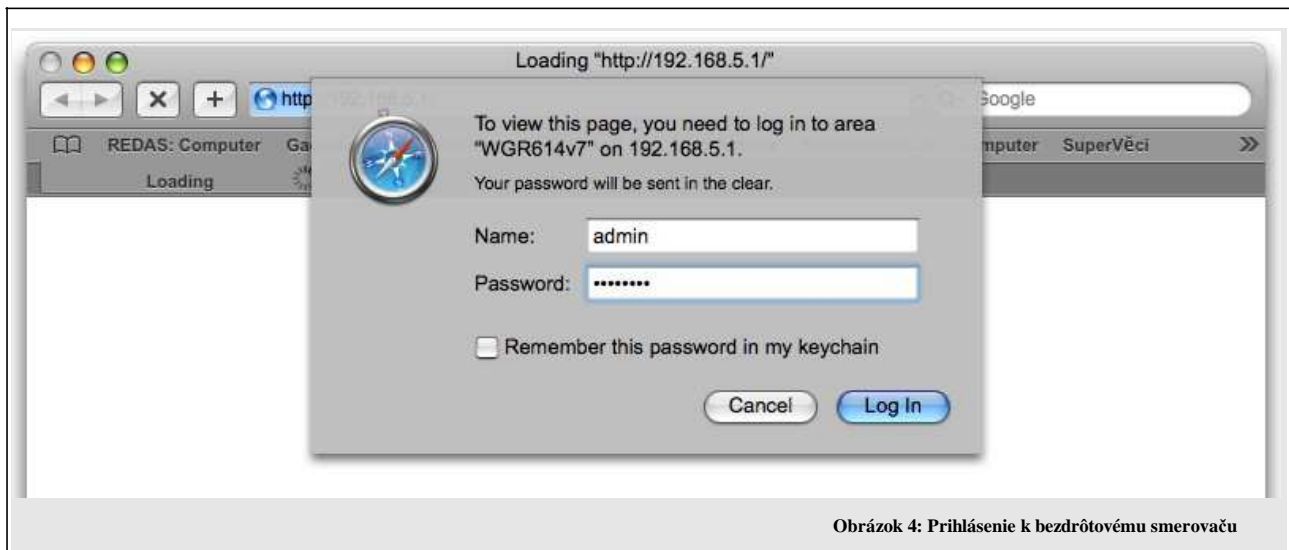 Loading "http://192.168.5.1/"
http
Google
REDAS: Computer Ga mputer SuperVěci »
Loading
To view this page, you need to log in to area
"WGR614v7" on 192.168.5.1.
Your password will be sent in the clear.
Name: admin
Password: ••••••••
Remember this password in my keychain
Cancel Log In
Obrázok 4: Prihlásenie k bezdrôtovému smerovaču